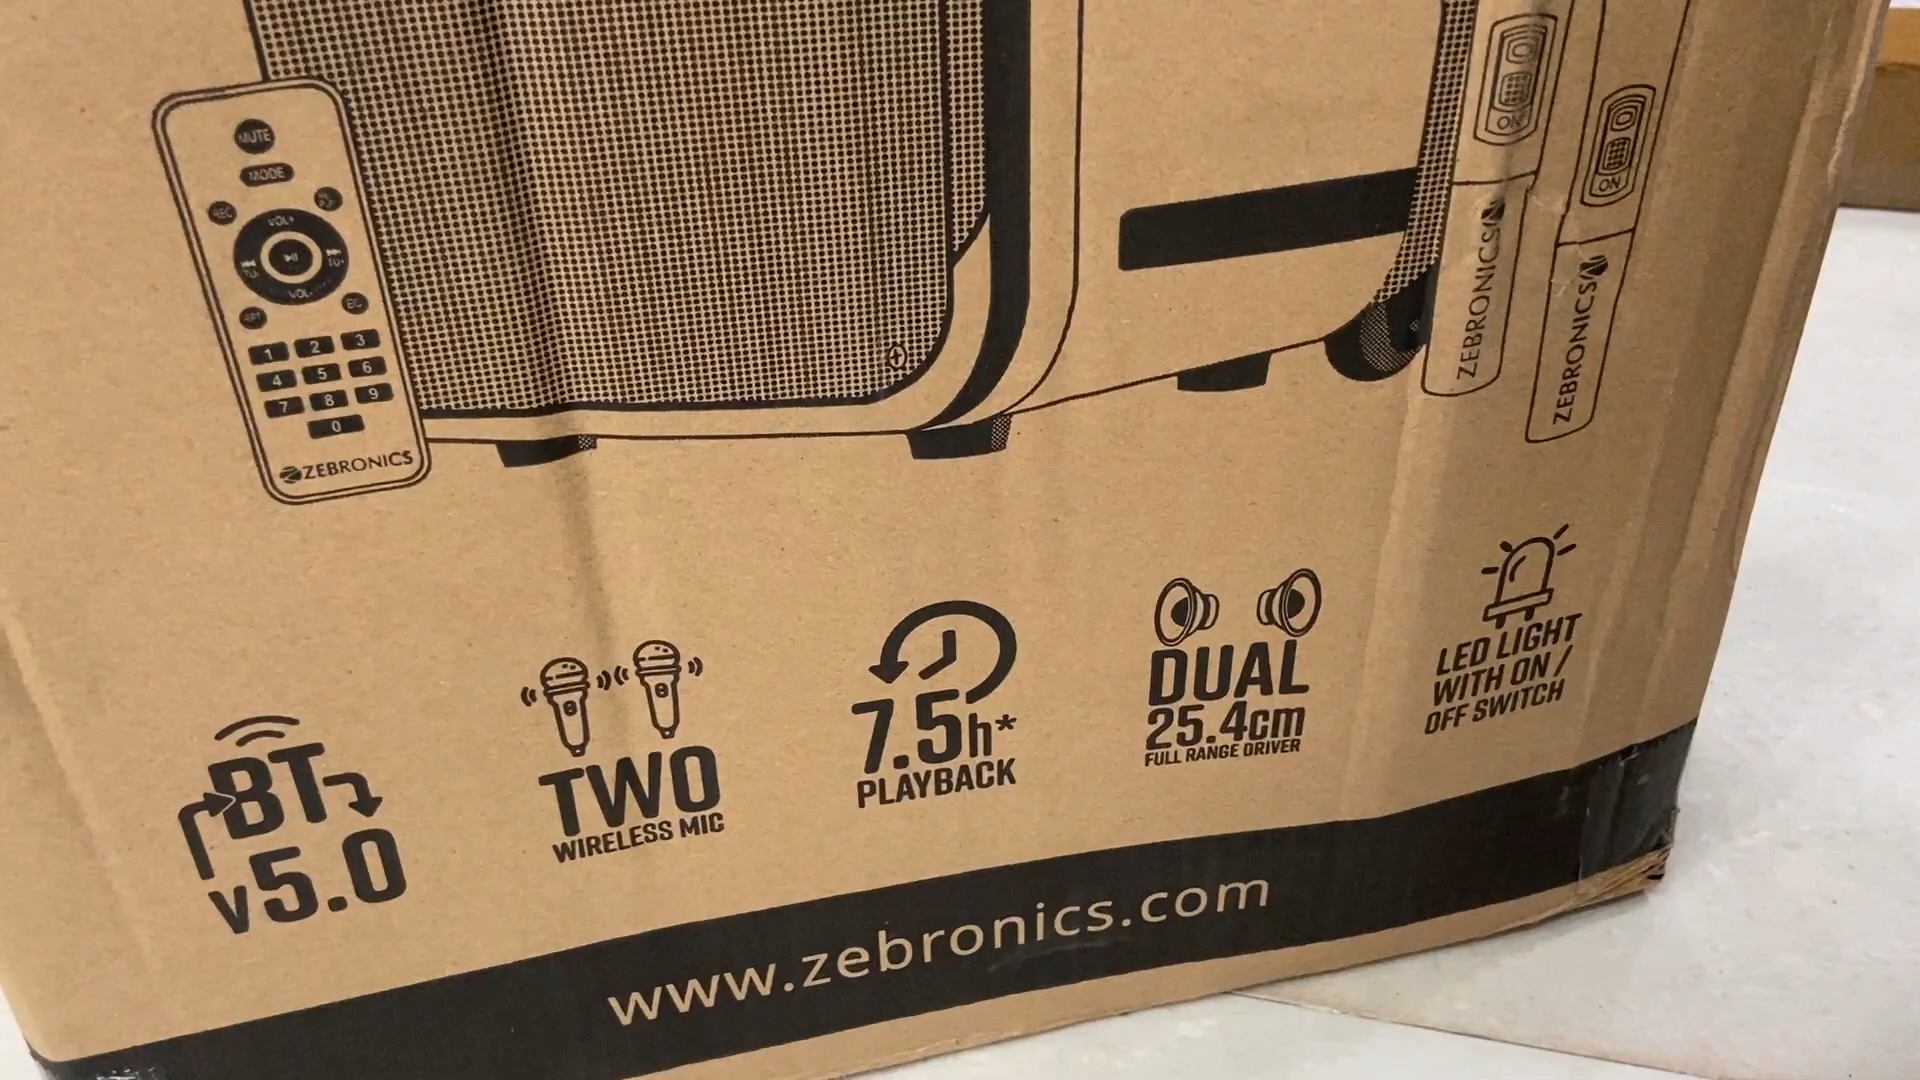 MUTE
MODE
REC
VOL+
VOL-
RPT
EQ
1 2 3
4 5 6
7 8 9
0
ZEBRONICS
ON
ZEBRONICS
ON
ZEBRONICS
BT
v5.0
TWO
WIRELESS MIC
7.5h*
PLAYBACK
DUAL
25.4cm
FULL RANGE DRIVER
LED LIGHT
WITH ON /
OFF SWITCH
www.zebronics.com